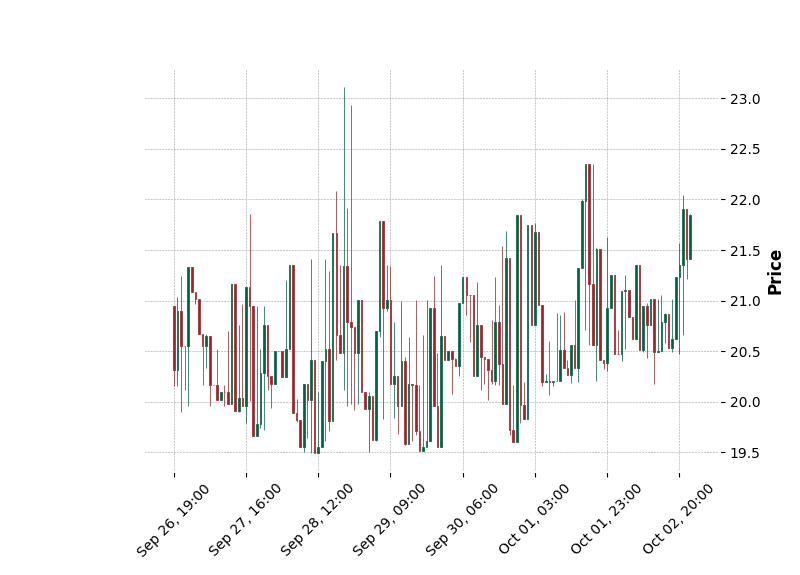 23.0
22.5
22.0
21.5
21.0
20.5
20.0
19.5
Price
Sep 26, 19:00
Sep 27, 16:00
Sep 28, 12:00
Sep 29, 09:00
Sep 30, 06:00
Oct 01, 03:00
Oct 01, 23:00
Oct 02, 20:00